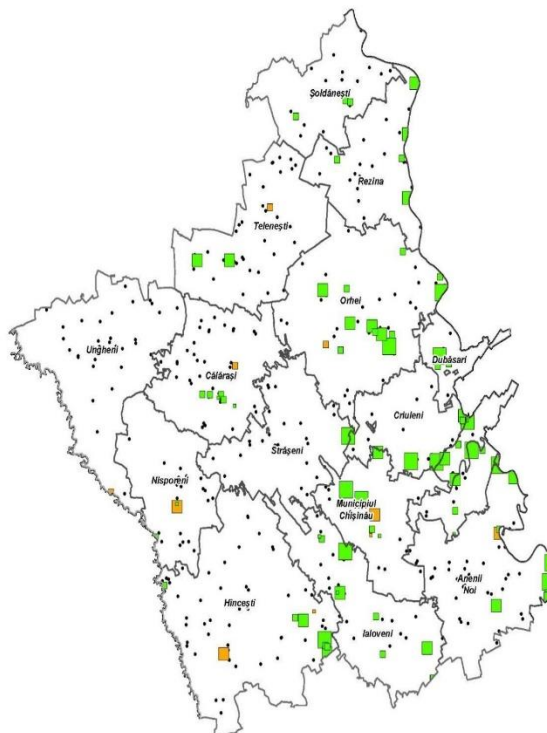 Șoldănești
Rezina
Telenești
Orhei
Ungheni
Călărași
Dubăsari
Criuleni
Strășeni
Nisporeni
Municipiul
Chișinău
Anenii
Noi
Hîncești
Ialoveni